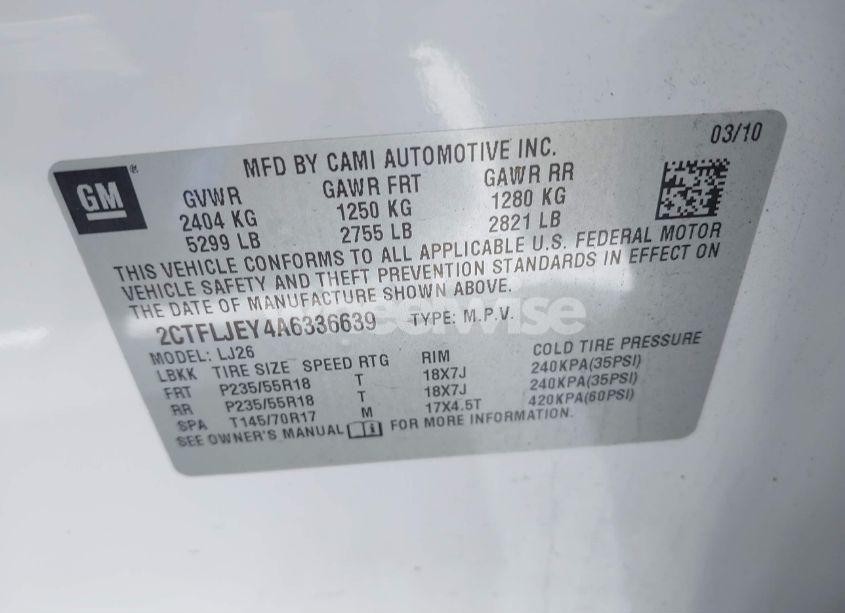 03/10
GM®
MFD BY CAMI AUTOMOTIVE INC.
GVWR GAWR FRT GAWR RR
2404 KG 1250 KG 1280 KG
5299 LB 2755 LB 2821 LB
THIS VEHICLE CONFORMS TO ALL APPLICABLE U.S. FEDERAL MOTOR
VEHICLE SAFETY AND THEFT PREVENTION STANDARDS IN EFFECT ON
THE DATE OF MANUFACTURE SHOWN ABOVE.
2CTFLJEY4A6336639 TYPE: M.P.V.
MODEL: LJ26
LBKK TIRE SIZE SPEED RTG RIM COLD TIRE PRESSURE
FRT P235/55R18 T 18X7J 240KPA(35PSI)
RR P235/55R18 T 18X7J 240KPA(35PSI)
SPA T145/70R17 M 17X4.5T 420KPA(60PSI)
SEE OWNER'S MANUAL FOR MORE INFORMATION.